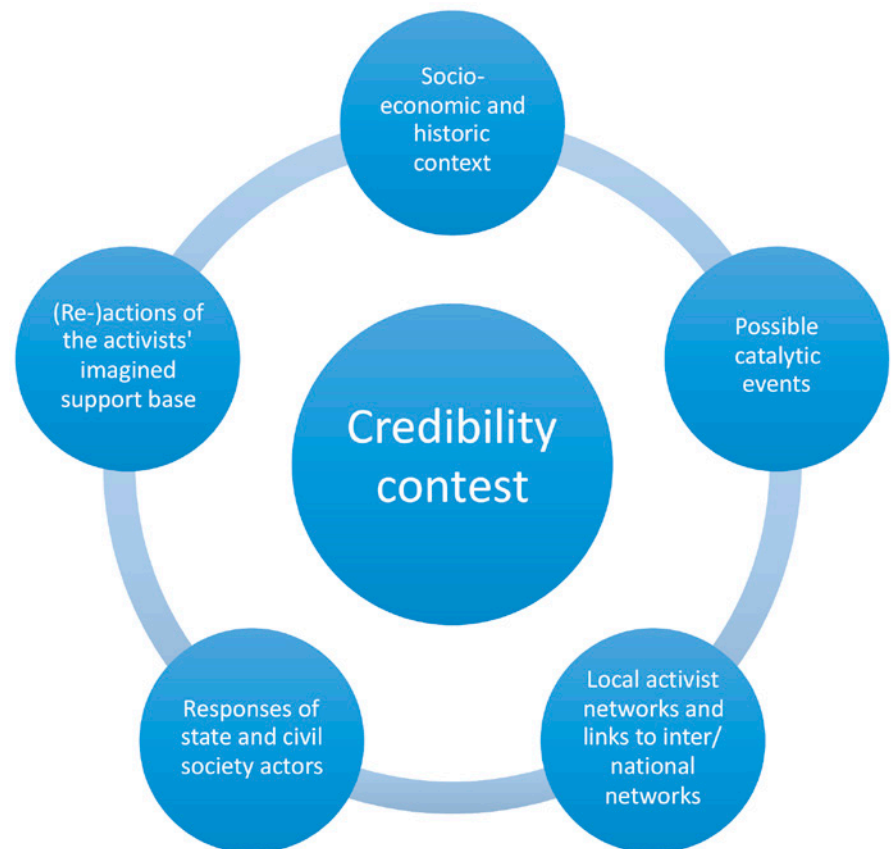 Socio-
economic and
historic
context
Possible
catalytic
events
Local activist
networks and
links to inter/
national
networks
Responses of
state and civil
society actors
(Re-)actions of
the activists'
imagined
support base
Credibility
contest